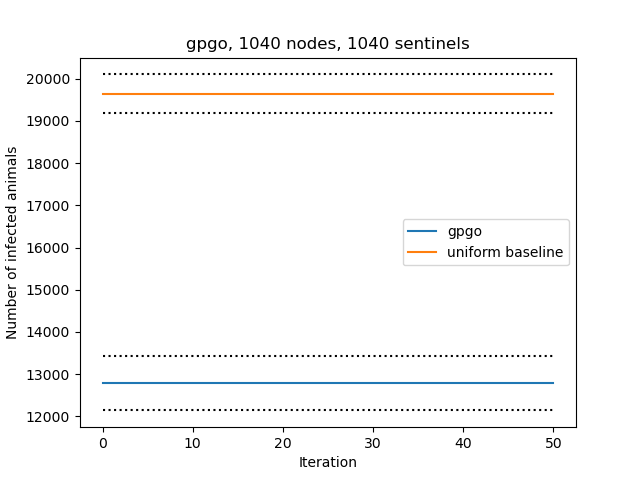 gpgo, 1040 nodes, 1040 sentinels
20000
19000
18000
17000
16000
15000
14000
13000
12000
Number of infected animals
gpgo
uniform baseline
0 10 20 30 40 50
Iteration